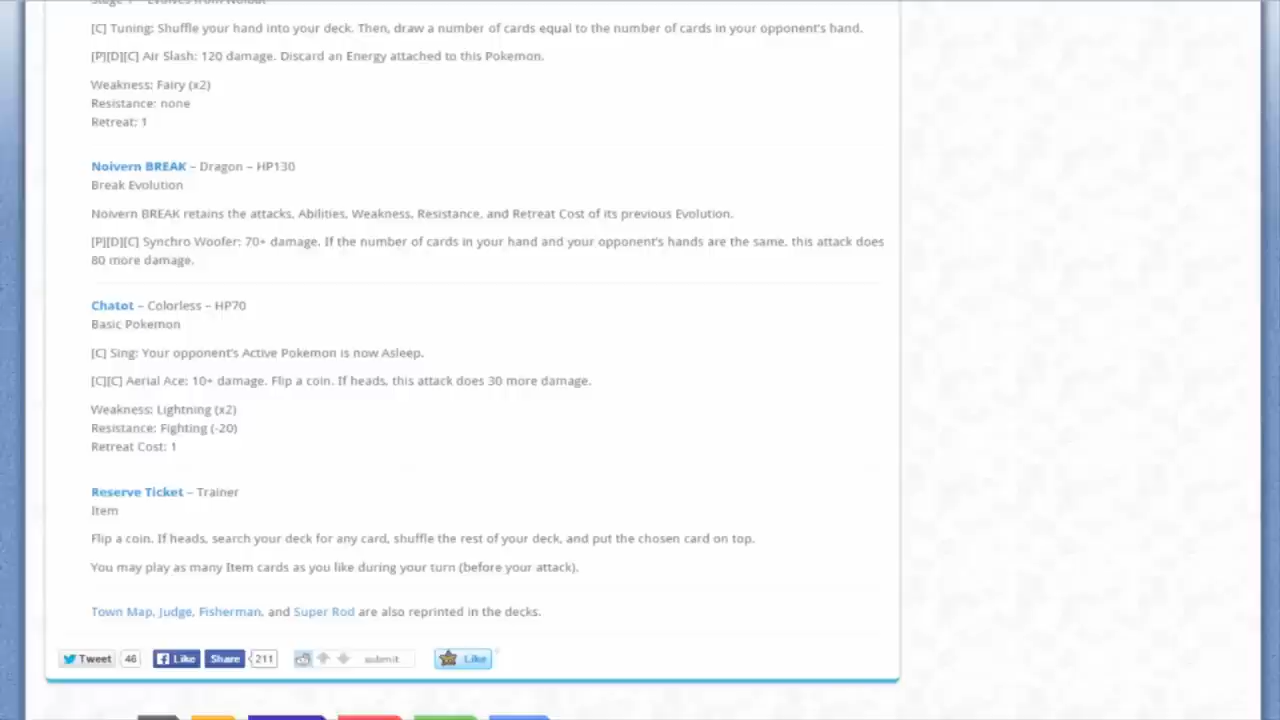 Stage 1 – Evolves from Noibat
[C] Tuning: Shuffle your hand into your deck. Then, draw a number of cards equal to the number of cards in your opponent's hand.
[P][D][C] Air Slash: 120 damage. Discard an Energy attached to this Pokemon.
Weakness: Fairy (x2)
Resistance: none
Retreat: 1
Noivern BREAK – Dragon – HP130
Break Evolution
Noivern BREAK retains the attacks, Abilities, Weakness, Resistance, and Retreat Cost of its previous Evolution.
[P][D][C] Synchro Woofer: 70+ damage. If the number of cards in your hand and your opponent's hands are the same, this attack does
80 more damage.
Chatot – Colorless – HP70
Basic Pokemon
[C] Sing: Your opponent's Active Pokemon is now Asleep.
[C][C] Aerial Ace: 10+ damage. Flip a coin. If heads, this attack does 30 more damage.
Weakness: Lightning (x2)
Resistance: Fighting (-20)
Retreat Cost: 1
Reserve Ticket – Trainer
Item
Flip a coin. If heads, search your deck for any card, shuffle the rest of your deck, and put the chosen card on top.
You may play as many Item cards as you like during your turn (before your attack).
Town Map, Judge, Fisherman, and Super Rod are also reprinted in the decks.
Tweet 46 Like Share 211 submit Like